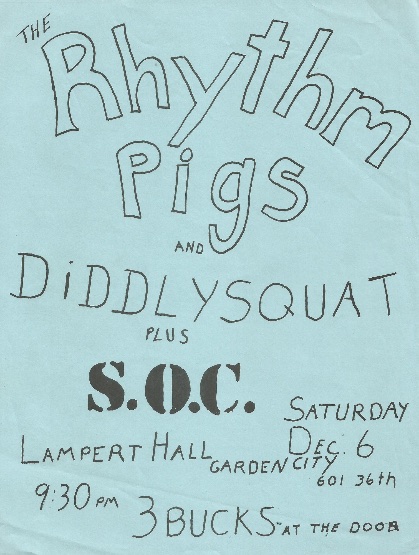 THE
Rhythm
Pigs
AND
DiDDLYSQUAT
PLUS
S.O.C.
SATURDAY
LAMPERT HALL DEC. 6
GARDEN CITY
601 36th
9:30 PM
3 BUCKS - AT THE DOOR